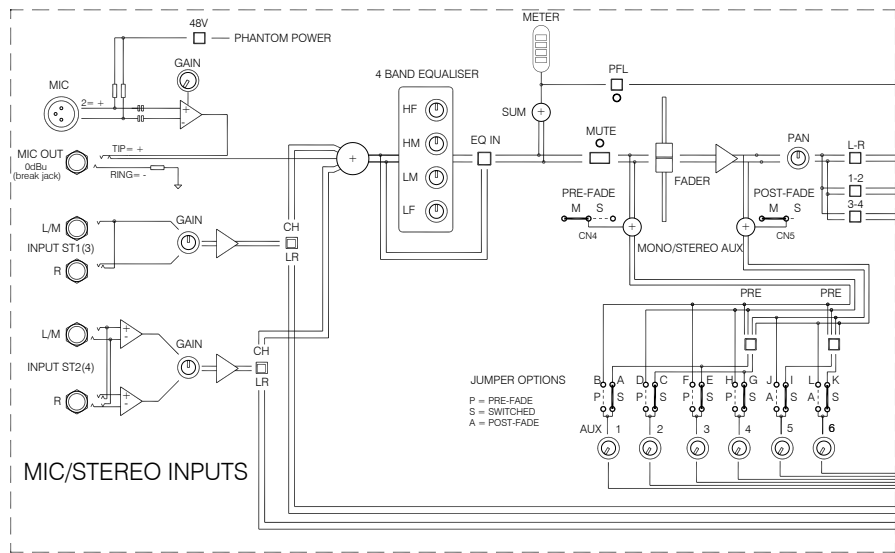 METER
48V
PHANTOM POWER
GAIN
PFL
4 BAND EQUALISER
MIC
2= +
+
-
HF
SUM
+
MUTE
HM
EQ IN
PAN
L-R
MIC OUT
0dBu
(break jack)
TIP= +
RING= -
+
LM
FADER
1-2
PRE-FADE
POST-FADE
M S
M S
3-4
LF
L/M
GAIN
CH
CN4
+
MONO/STEREO AUX
+
CN5
INPUT ST1(3)
LR
R
PRE
PRE
L/M
+
-
GAIN
CH
INPUT ST2(4)
LR
JUMPER OPTIONS
B A D C F E H G J I L K
P = PRE-FADE
S = SWITCHED
A = POST-FADE
P S P S P S P S A S A S
R
+
-
AUX 1 2 3 4 5 6
MIC/STEREO INPUTS